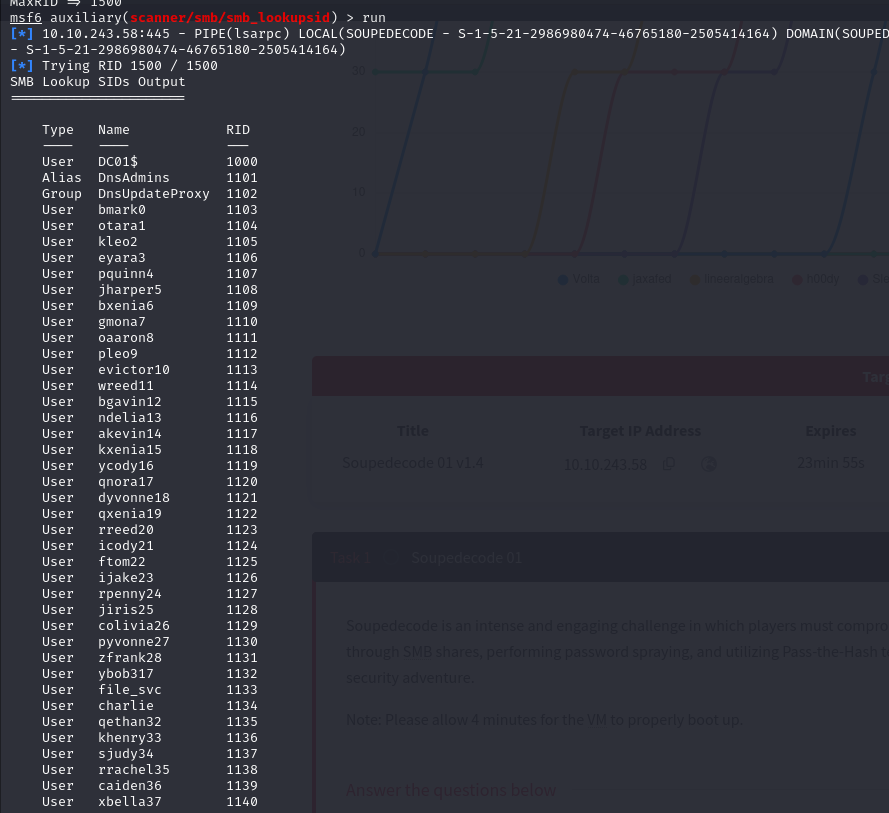 MaxRID => 1500
msf6 auxiliary(scanner/smb/smb_lookupsid) > run
[*] 10.10.243.58:445 - PIPE(lsarpc) LOCAL(SOUPEDECODE - S-1-5-21-2986980474-46765180-2505414164) DOMAIN(SOUPED
- S-1-5-21-2986980474-46765180-2505414164)
[*] Trying RID 1500 / 1500
SMB Lookup SIDs Output
======================
Type Name RID
---- ---- ---
User DC01$ 1000
Alias DnsAdmins 1101
Group DnsUpdateProxy 1102
User bmark0 1103
User otara1 1104
User kleo2 1105
User eyara3 1106
User pquinn4 1107
User jharper5 1108
User bxenia6 1109
User gmona7 1110
User oaaron8 1111
User pleo9 1112
User evictor10 1113
User wreed11 1114
User bgavin12 1115
User ndelia13 1116
User akevin14 1117
User kxenia15 1118
User ycody16 1119
User qnora17 1120
User dyvonne18 1121
User qxenia19 1122
User rreed20 1123
User icody21 1124
User ftom22 1125
User ijake23 1126
User rpenny24 1127
User jiris25 1128
User colivia26 1129
User pyvonne27 1130
User zfrank28 1131
User ybob317 1132
User file_svc 1133
User charlie 1134
User qethan32 1135
User khenry33 1136
User sjudy34 1137
User rrachel35 1138
User caiden36 1139
User xbella37 1140
30
20
10
0
Volta jaxafed linearalgebra N00dy
Title Target IP Address Expires
Soupedecode 01 v1.4 10.10.243.58 23min 55s
Task 1 Soupedecode 01
Soupedecode is an intense and engaging challenge in which players must compro
through SMB shares, performing password spraying, and utilizing Pass-the-Hash
security adventure.
Note: Please allow 4 minutes for the VM to properly boot up.
Answer the questions below